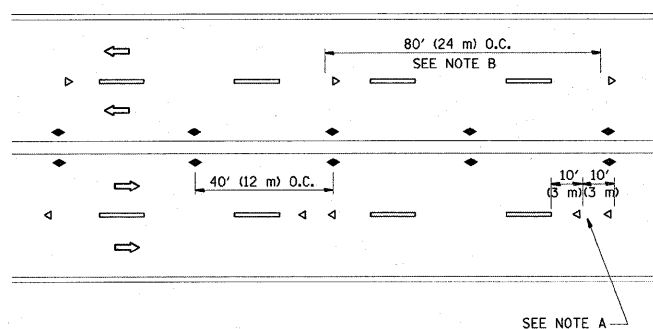 80' (24 m) O.C.
SEE NOTE B
40' (12 m) O.C.
10' 10'
(3 m)(3 m)
SEE NOTE A